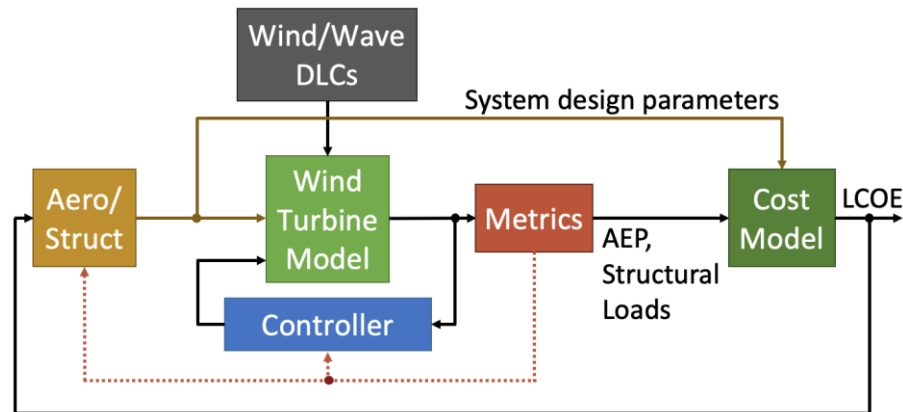 Wind/Wave
DLCs
System design parameters
Aero/
Struct
Wind
Turbine
Model
Metrics
AEP,
Structural
Loads
Cost
Model
LCOE
Controller